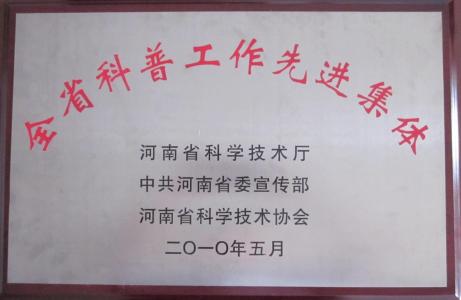 全省科普工作先进集体
河南省科学技术厅
中共河南省委宣传部
河南省科学技术协会
二O一O年五月